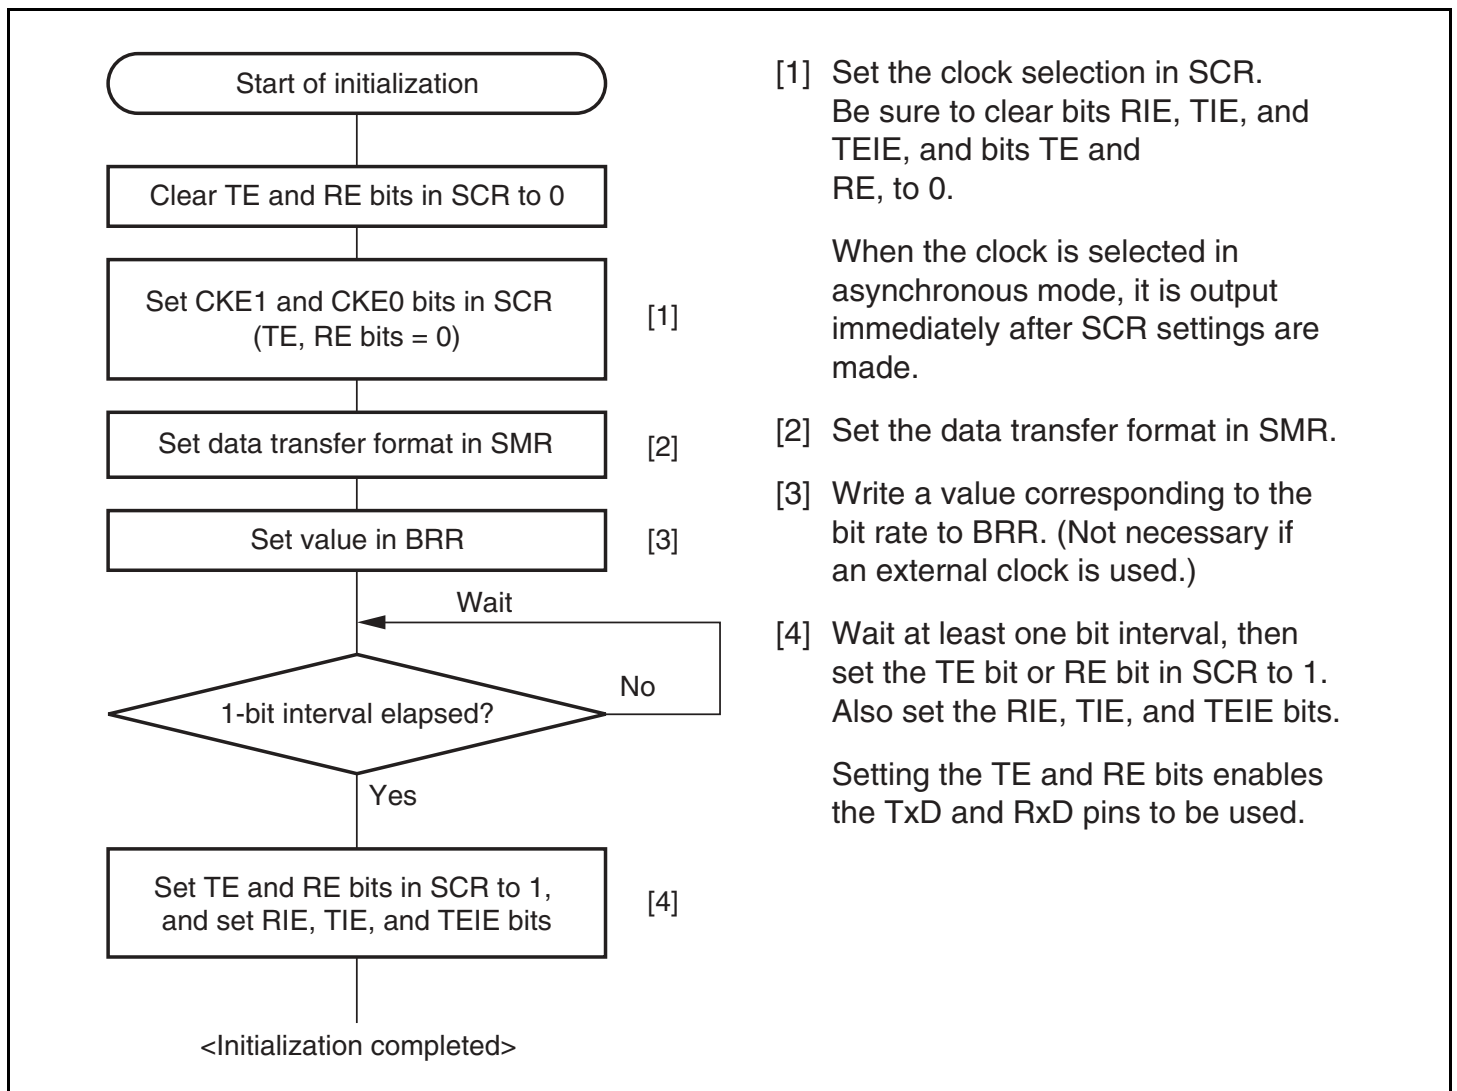 Start of initialization
Clear TE and RE bits in SCR to 0
Set CKE1 and CKE0 bits in SCR
(TE, RE bits = 0)
[1]
Set data transfer format in SMR
[2]
Set value in BRR
[3]
Wait
1-bit interval elapsed?
No
Yes
Set TE and RE bits in SCR to 1,
and set RIE, TIE, and TEIE bits
[4]
<Initialization completed>
[1] Set the clock selection in SCR.
Be sure to clear bits RIE, TIE, and
TEIE, and bits TE and
RE, to 0.
When the clock is selected in
asynchronous mode, it is output
immediately after SCR settings are
made.
[2] Set the data transfer format in SMR.
[3] Write a value corresponding to the
bit rate to BRR. (Not necessary if
an external clock is used.)
[4] Wait at least one bit interval, then
set the TE bit or RE bit in SCR to 1.
Also set the RIE, TIE, and TEIE bits.
Setting the TE and RE bits enables
the TxD and RxD pins to be used.